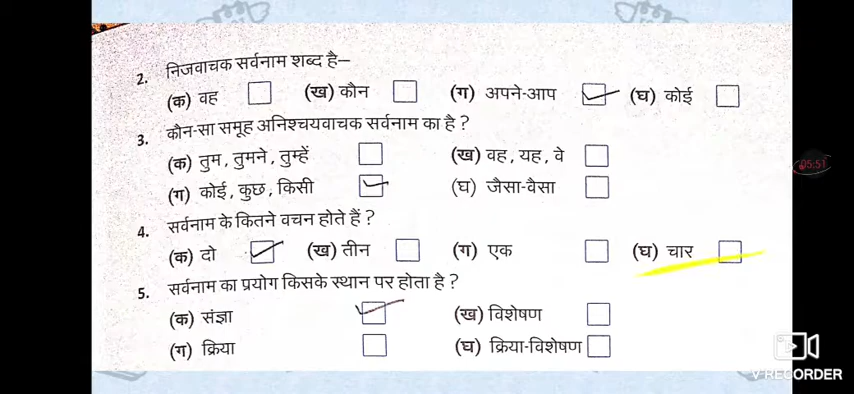 2. निजवाचक सर्वनाम शब्द है—
(क) वह (ख) कौन (ग) अपने-आप (घ) कोई
3. कौन-सा समूह अनिश्चयवाचक सर्वनाम का है ?
(क) तुम, तुमने, तुम्हें (ख) वह, यह, वे
(ग) कोई, कुछ, किसी (घ) जैसा-वैसा
4. सर्वनाम के कितने वचन होते हैं ?
(क) दो (ख) तीन (ग) एक (घ) चार
5. सर्वनाम का प्रयोग किसके स्थान पर होता है ?
(क) संज्ञा (ख) विशेषण
(ग) क्रिया (घ) क्रिया-विशेषण
05:51
V RECORDER